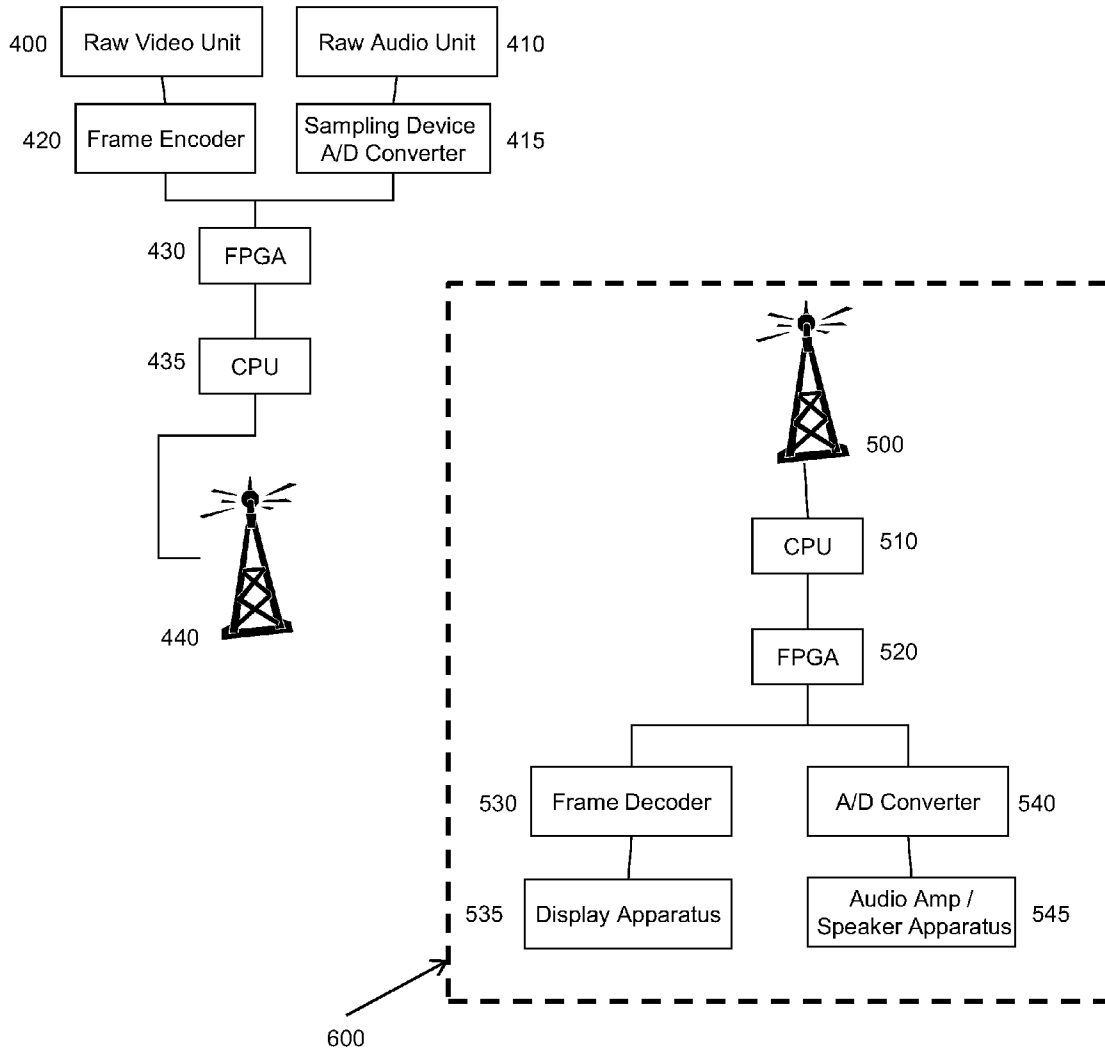 400
Raw Video Unit
Raw Audio Unit
410
420
Frame Encoder
Sampling Device
A/D Converter
415
430
FPGA
435
CPU
440
500
CPU
510
FPGA
520
530
Frame Decoder
A/D Converter
540
535
Display Apparatus
Audio Amp /
Speaker Apparatus
545
600